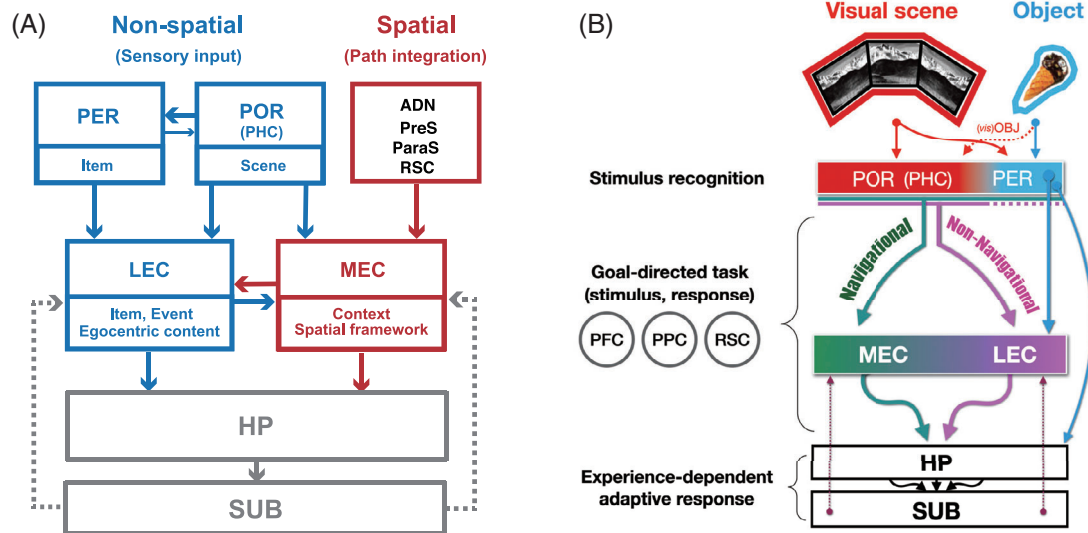 (A)
Non-spatial
(Sensory input)
Spatial
(Path integration)
PER
Item
POR
(PHC)
Scene
ADN
PreS
ParaS
RSC
LEC
Item, Event
Egocentric content
MEC
Context
Spatial framework
HP
SUB
(B)
Visual scene
Object
(vis)OBJ
Stimulus recognition
POR (PHC)
PER
Navigational
Non-Navigational
Goal-directed task
(stimulus, response)
PFC
PPC
RSC
MEC
LEC
HP
Experience-dependent
adaptive response
SUB